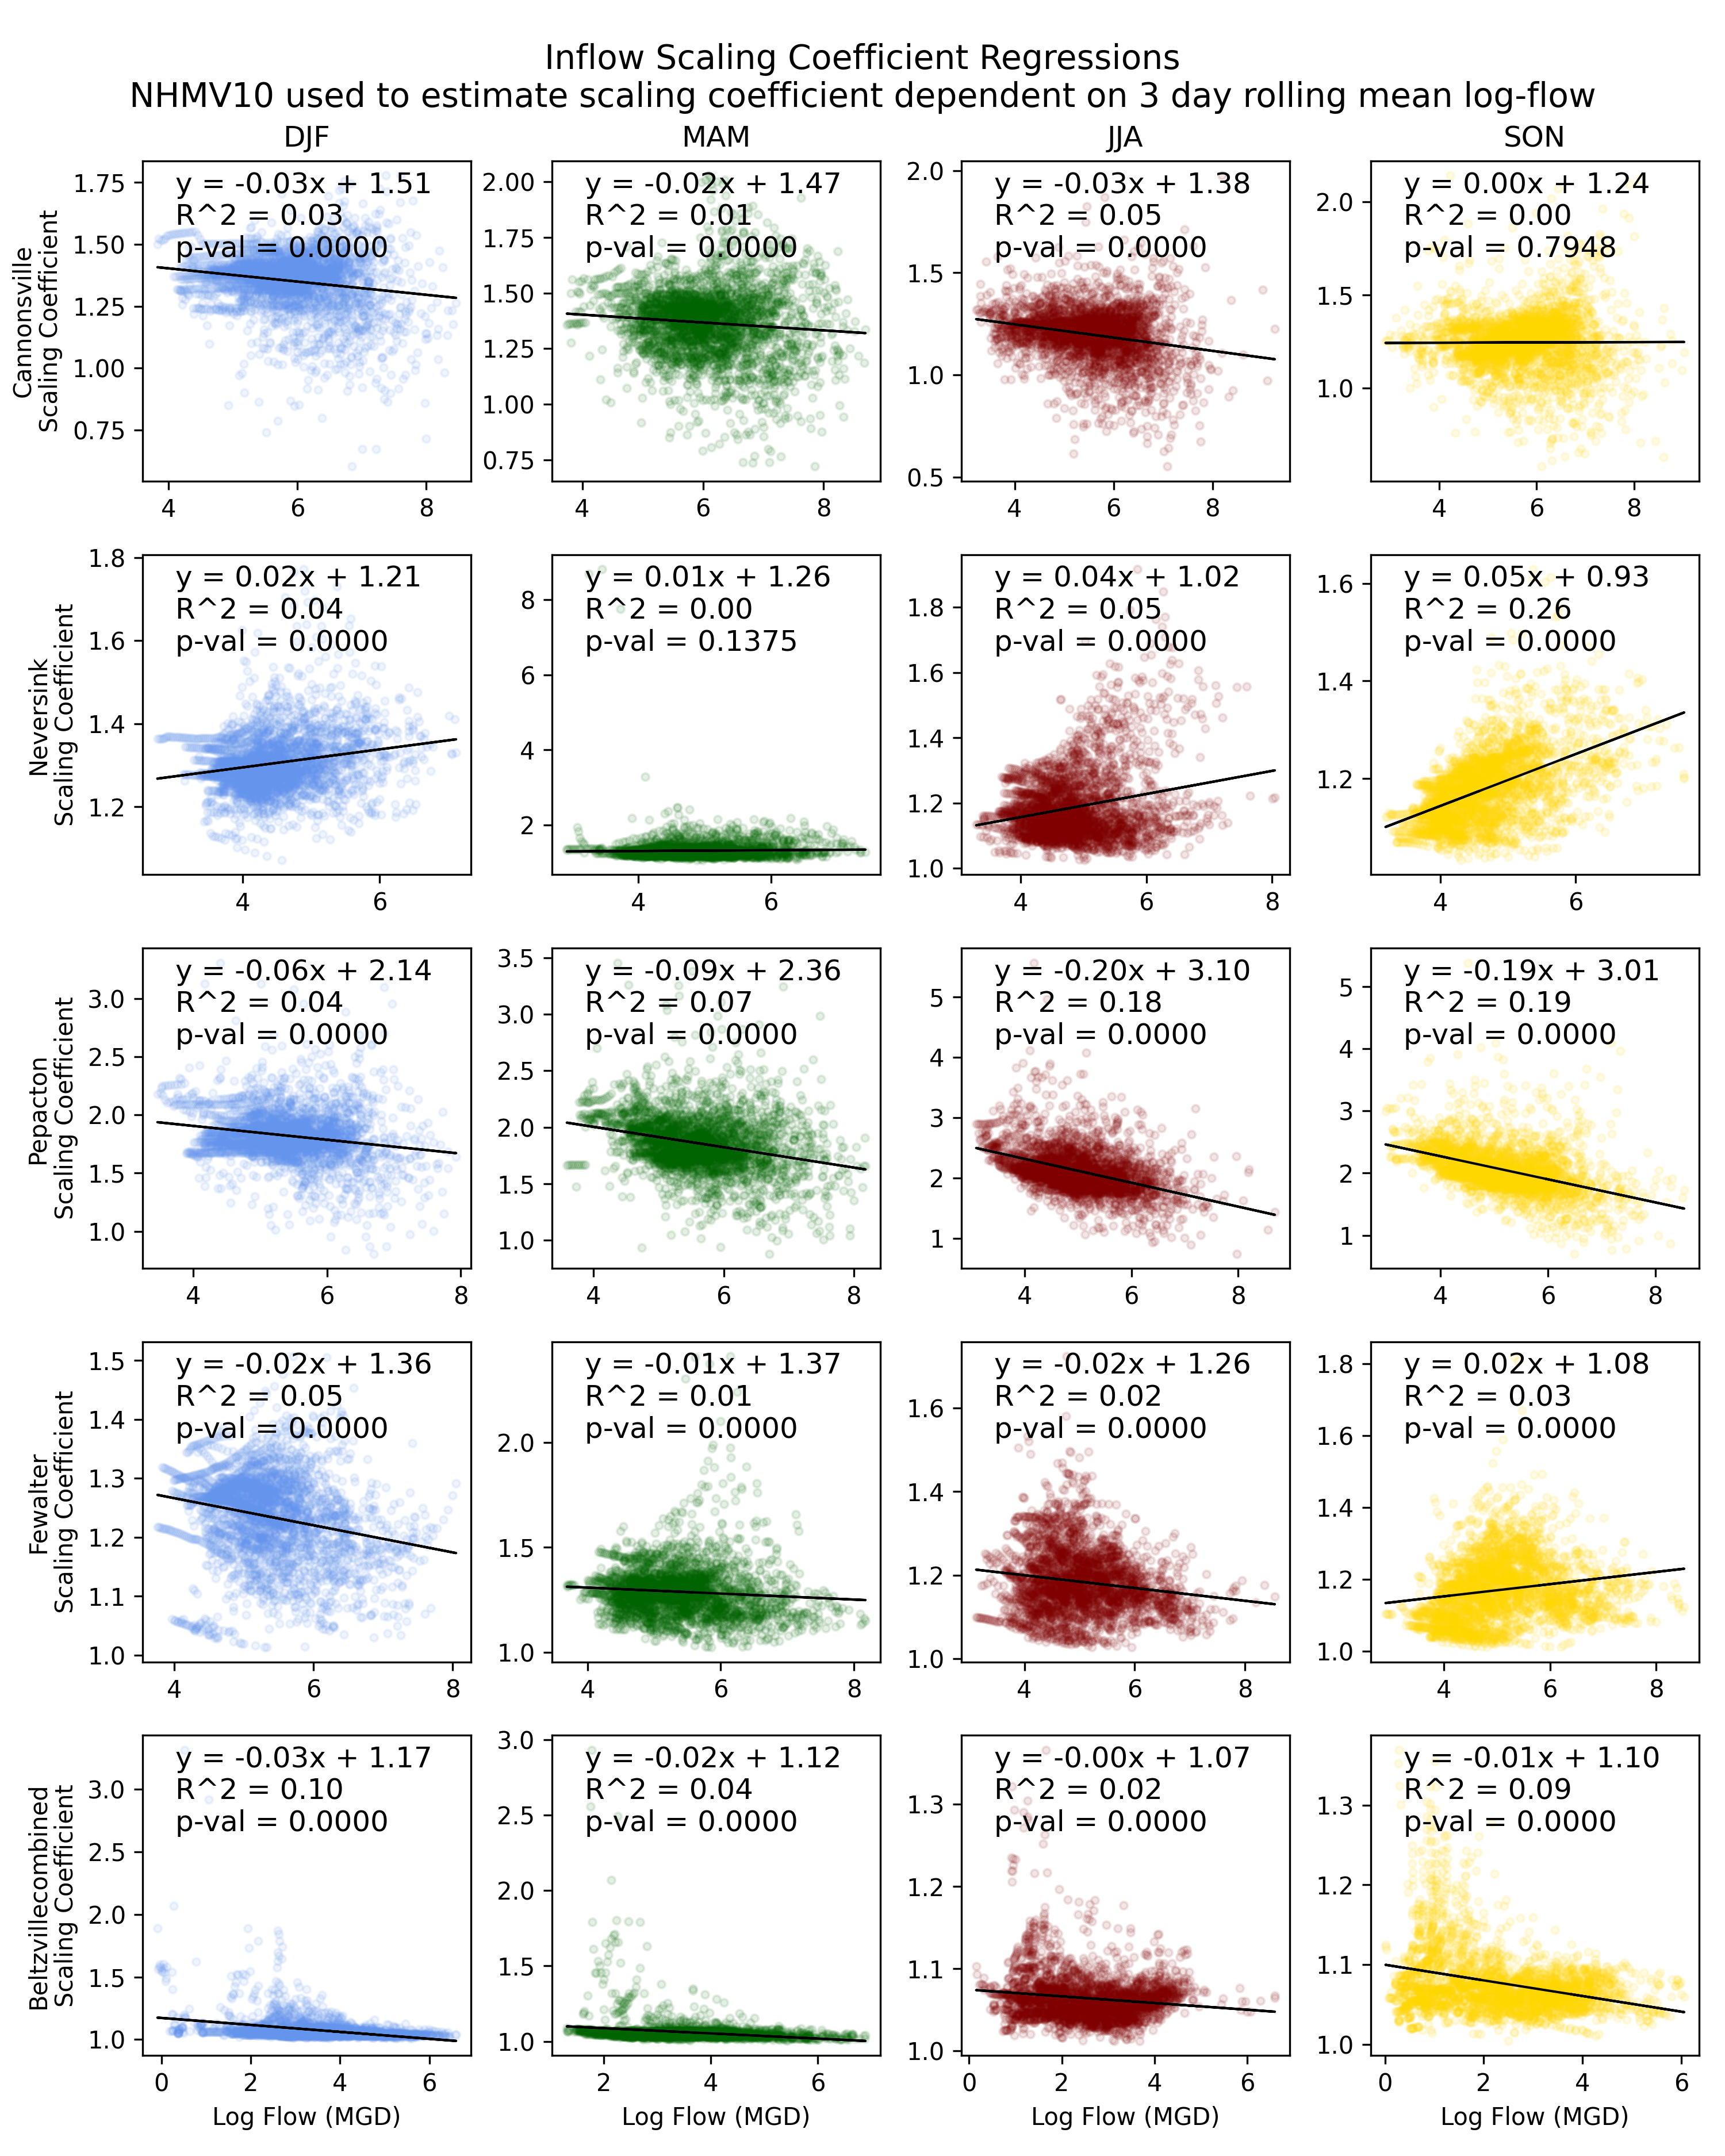 Inflow Scaling Coefficient Regressions
NHMV10 used to estimate scaling coefficient dependent on 3 day rolling mean log-flow
DJF
MAM
JJA
SON
Cannonsville
Scaling Coefficient
y = -0.03x + 1.51
R^2 = 0.03
p-val = 0.0000
1.75
1.50
1.25
1.00
0.75
4 6 8
y = -0.02x + 1.47
R^2 = 0.01
p-val = 0.0000
2.00
1.75
1.50
1.25
1.00
0.75
4 6 8
y = -0.03x + 1.38
R^2 = 0.05
p-val = 0.0000
2.0
1.5
1.0
0.5
4 6 8
y = 0.00x + 1.24
R^2 = 0.00
p-val = 0.7948
2.0
1.5
1.0
4 6 8
Neversink
Scaling Coefficient
y = 0.02x + 1.21
R^2 = 0.04
p-val = 0.0000
1.8
1.6
1.4
1.2
4 6
y = 0.01x + 1.26
R^2 = 0.00
p-val = 0.1375
8
6
4
2
4 6
y = 0.04x + 1.02
R^2 = 0.05
p-val = 0.0000
1.8
1.6
1.4
1.2
1.0
4 6 8
y = 0.05x + 0.93
R^2 = 0.26
p-val = 0.0000
1.6
1.4
1.2
4 6
Pepacton
Scaling Coefficient
y = -0.06x + 2.14
R^2 = 0.04
p-val = 0.0000
3.0
2.5
2.0
1.5
1.0
4 6 8
y = -0.09x + 2.36
R^2 = 0.07
p-val = 0.0000
3.5
3.0
2.5
2.0
1.5
1.0
4 6 8
y = -0.20x + 3.10
R^2 = 0.18
p-val = 0.0000
5
4
3
2
1
4 6 8
y = -0.19x + 3.01
R^2 = 0.19
p-val = 0.0000
5
4
3
2
1
4 6 8
Fewalter
Scaling Coefficient
y = -0.02x + 1.36
R^2 = 0.05
p-val = 0.0000
1.5
1.4
1.3
1.2
1.1
1.0
4 6 8
y = -0.01x + 1.37
R^2 = 0.01
p-val = 0.0000
2.0
1.5
1.0
4 6 8
y = -0.02x + 1.26
R^2 = 0.02
p-val = 0.0000
1.6
1.4
1.2
1.0
4 6 8
y = 0.02x + 1.08
R^2 = 0.03
p-val = 0.0000
1.8
1.6
1.4
1.2
1.0
4 6 8
Beltzvillecombined
Scaling Coefficient
y = -0.03x + 1.17
R^2 = 0.10
p-val = 0.0000
3.0
2.5
2.0
1.5
1.0
0 2 4 6
Log Flow (MGD)
y = -0.02x + 1.12
R^2 = 0.04
p-val = 0.0000
3.0
2.5
2.0
1.5
1.0
2 4 6
Log Flow (MGD)
y = -0.00x + 1.07
R^2 = 0.02
p-val = 0.0000
1.3
1.2
1.1
1.0
0 2 4 6
Log Flow (MGD)
y = -0.01x + 1.10
R^2 = 0.09
p-val = 0.0000
1.3
1.2
1.1
1.0
0 2 4 6
Log Flow (MGD)